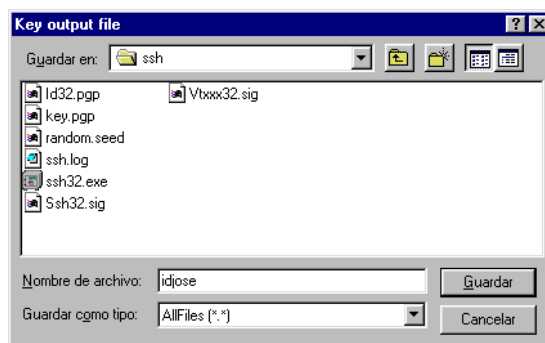 Key output file
Guardar en: ssh
Id32.pgp
key.pgp
random.seed
ssh.log
ssh32.exe
Ssh32.sig
Vtxxx32.sig
Nombre de archivo: idjose
Guardar
Guardar como tipo: AllFiles (*.*)
Cancelar